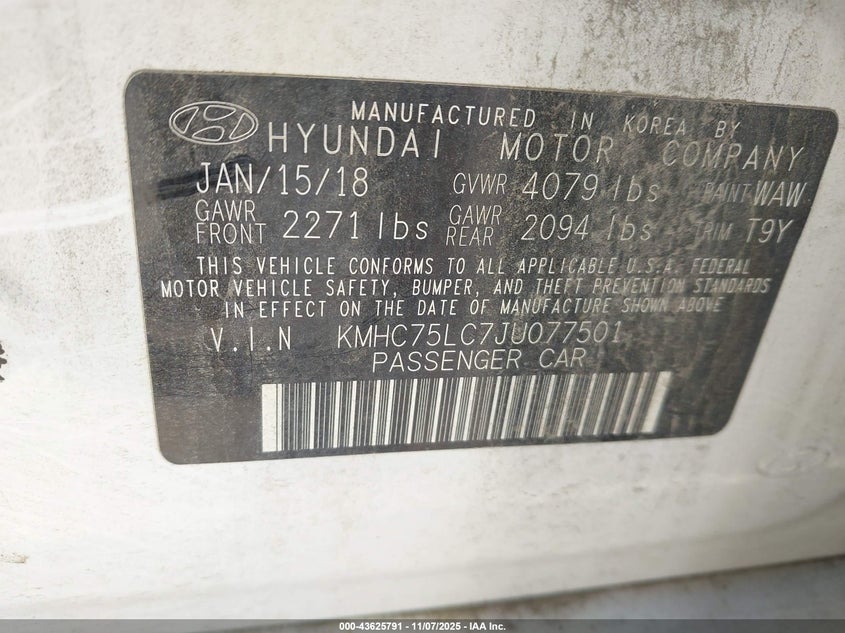 MANUFACTURED IN KOREA BY
HYUNDAI MOTOR COMPANY
JAN/15/18 GVWR 4079 lbs PAINT WAW
GAWR FRONT 2271 lbs GAWR REAR 2094 lbs TRIM T9Y
THIS VEHICLE CONFORMS TO ALL APPLICABLE U.S.A. FEDERAL
MOTOR VEHICLE SAFETY, BUMPER, AND THEFT PREVENTION STANDARDS
IN EFFECT ON THE DATE OF MANUFACTURE SHOWN ABOVE
V.I.N KMHC75LC7JU077501
PASSENGER CAR
000-43625791 - 11/07/2025 - IAA Inc.